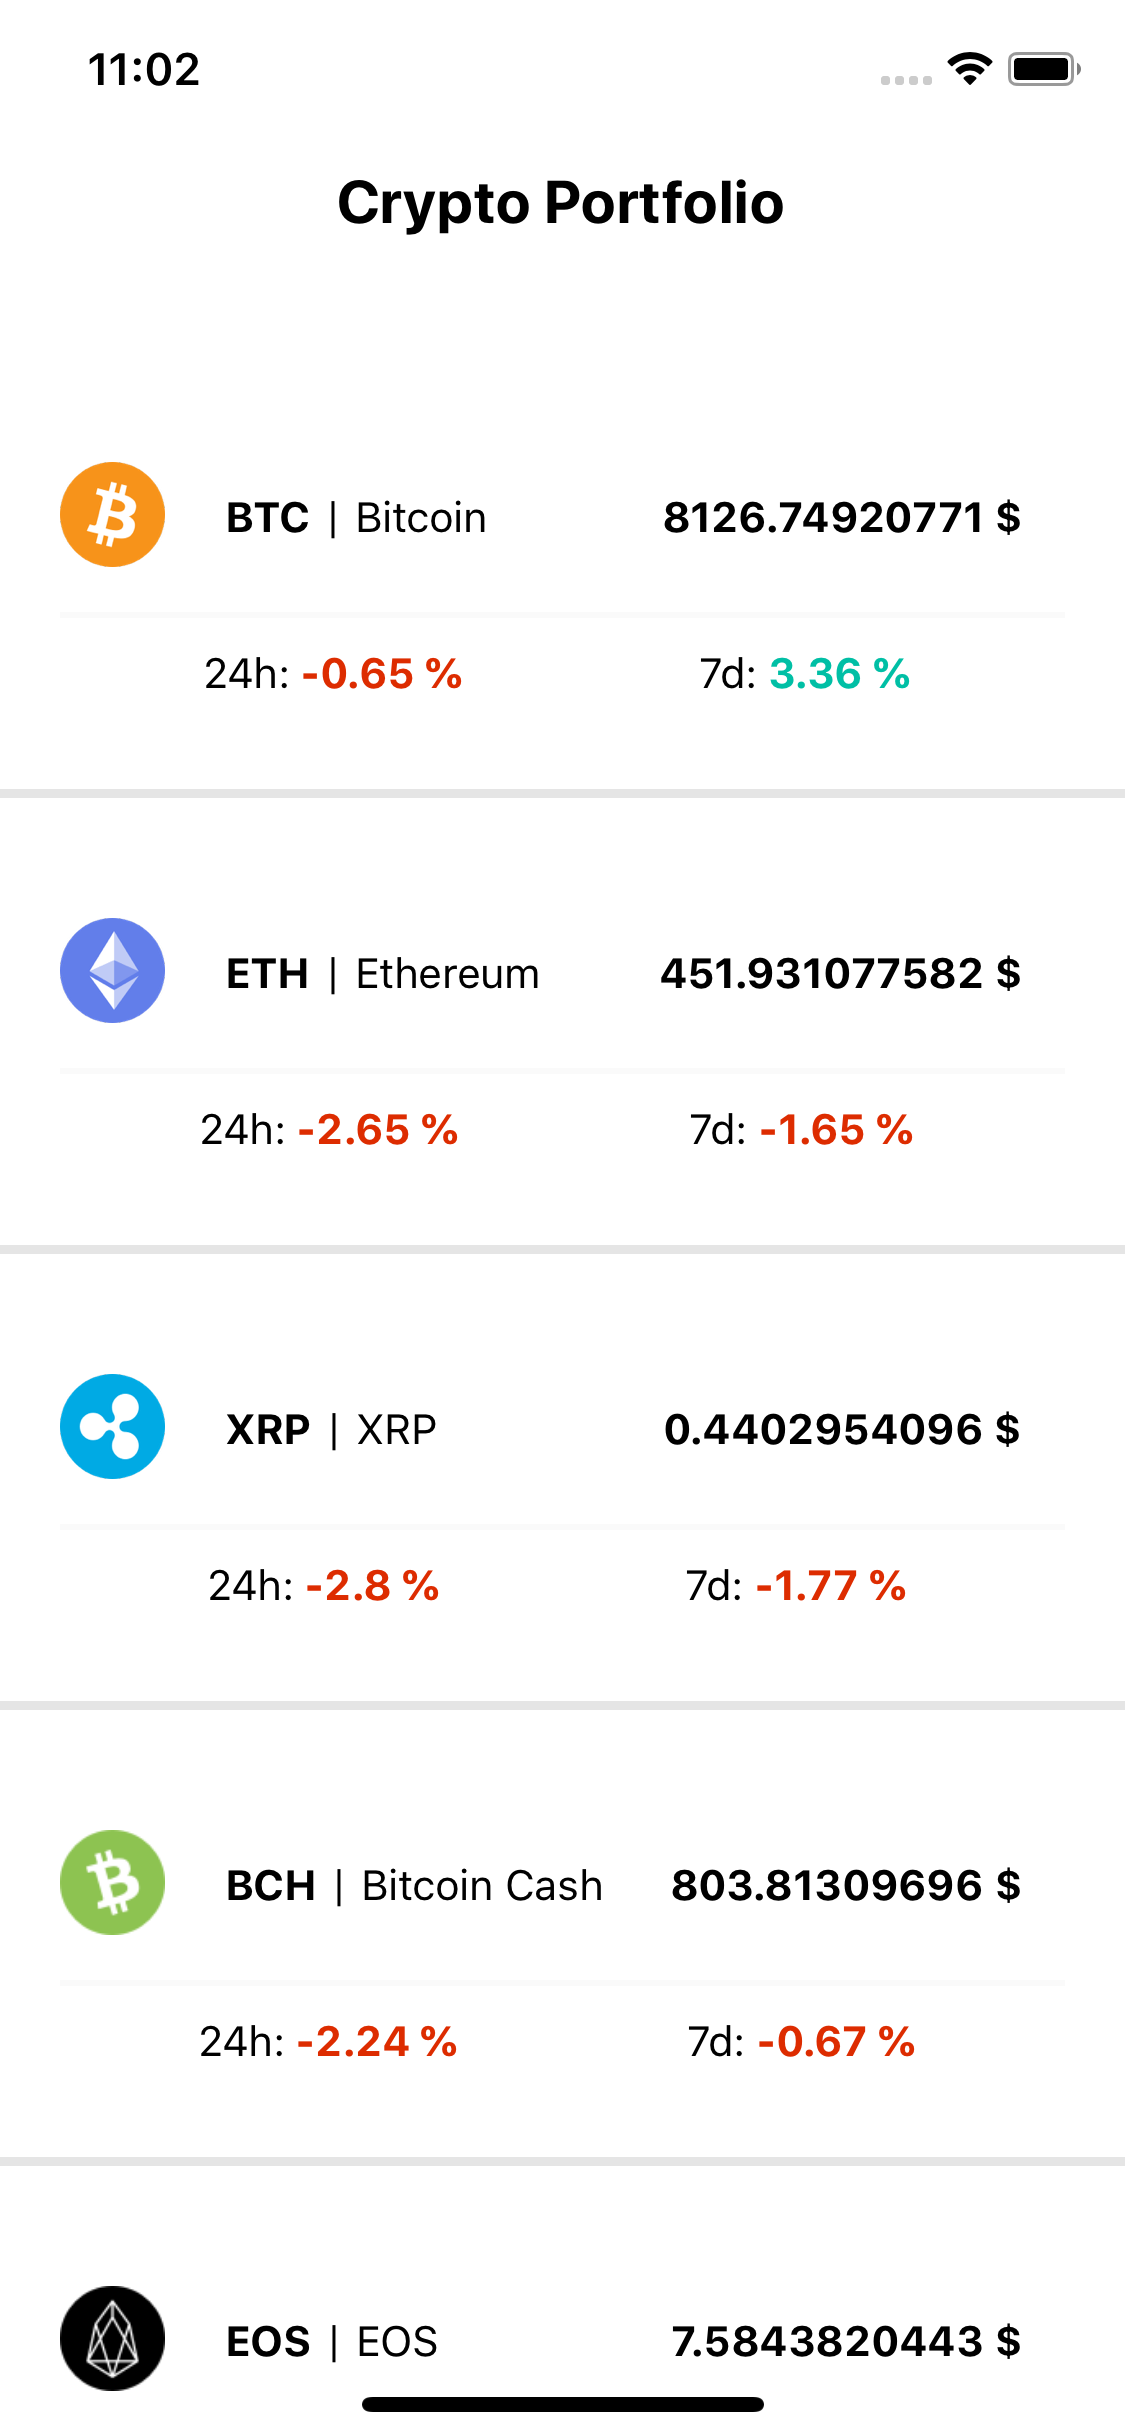 11:02
Crypto Portfolio
BTC | Bitcoin 8126.74920771 $
24h: -0.65 % 7d: 3.36 %
ETH | Ethereum 451.931077582 $
24h: -2.65 % 7d: -1.65 %
XRP | XRP 0.4402954096 $
24h: -2.8 % 7d: -1.77 %
BCH | Bitcoin Cash 803.81309696 $
24h: -2.24 % 7d: -0.67 %
EOS | EOS 7.5843820443 $